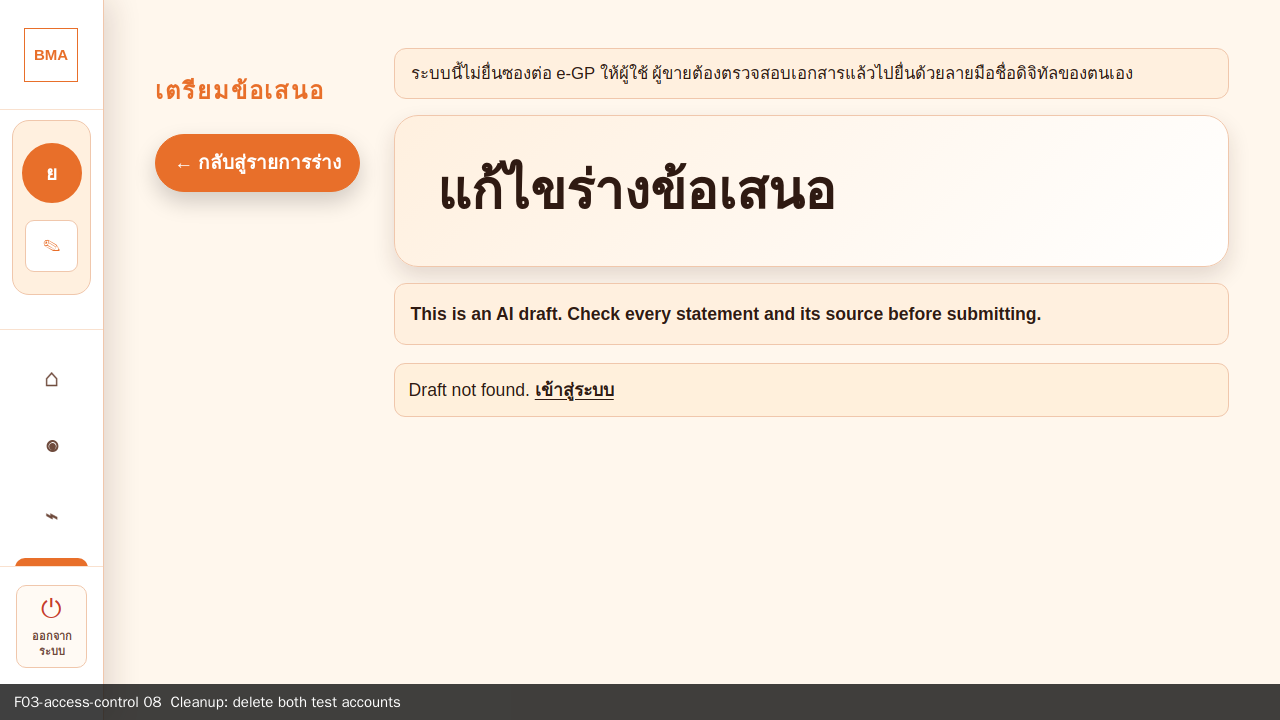 BMA
ย
ออกจาก
ระบบ
เตรียมข้อเสนอ
← กลับสู่รายการร่าง
ระบบนี้ไม่ยื่นซองต่อ e-GP ให้ผู้ใช้ ผู้ขายต้องตรวจสอบเอกสารแล้วไปยื่นด้วยลายมือชื่อดิจิทัลของตนเอง
แก้ไขร่างข้อเสนอ
This is an AI draft. Check every statement and its source before submitting.
Draft not found. เข้าสู่ระบบ
F03-access-control 08  Cleanup: delete both test accounts